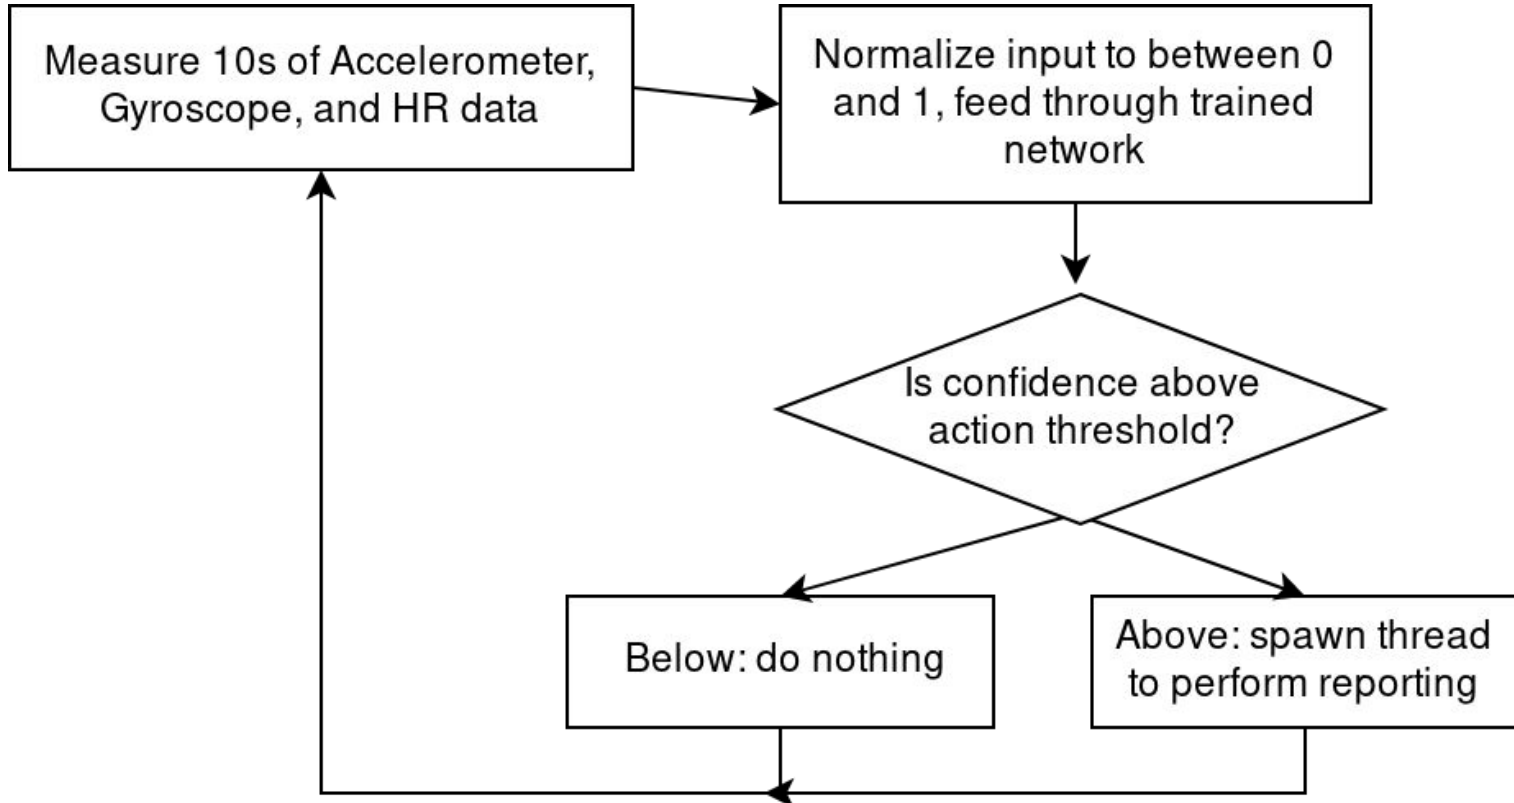 Measure 10s of Accelerometer,
Gyroscope, and HR data
Normalize input to between 0
and 1, feed through trained
network
Is confidence above
action threshold?
Below: do nothing
Above: spawn thread
to perform reporting